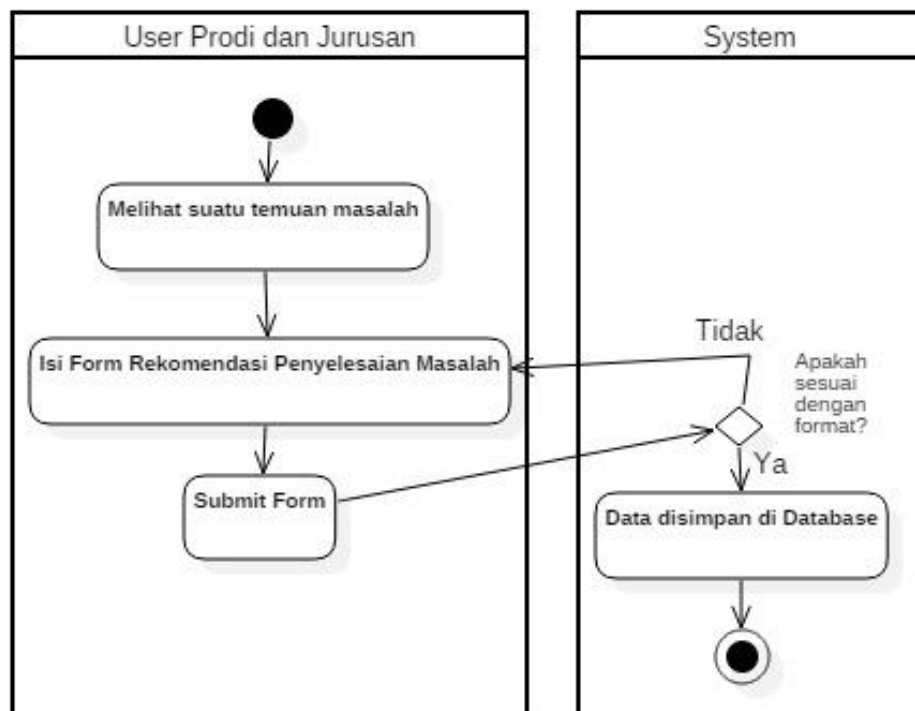 User Prodi dan Jurusan
System
Melihat suatu temuan masalah
Isi Form Rekomendasi Penyelesaian Masalah
Submit Form
Tidak
Apakah
sesuai
dengan
format?
Ya
Data disimpan di Database